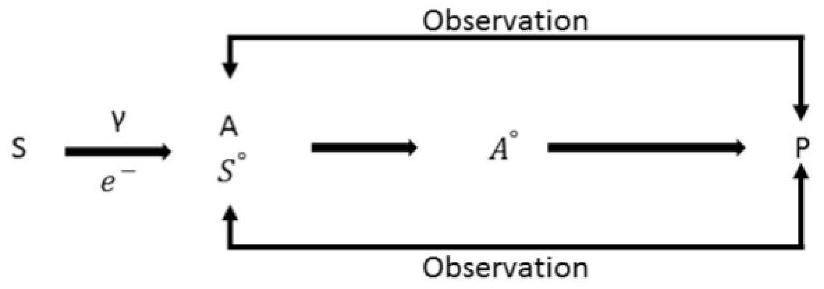 Observation
γ
S
e⁻
A
S°
A°
P
Observation